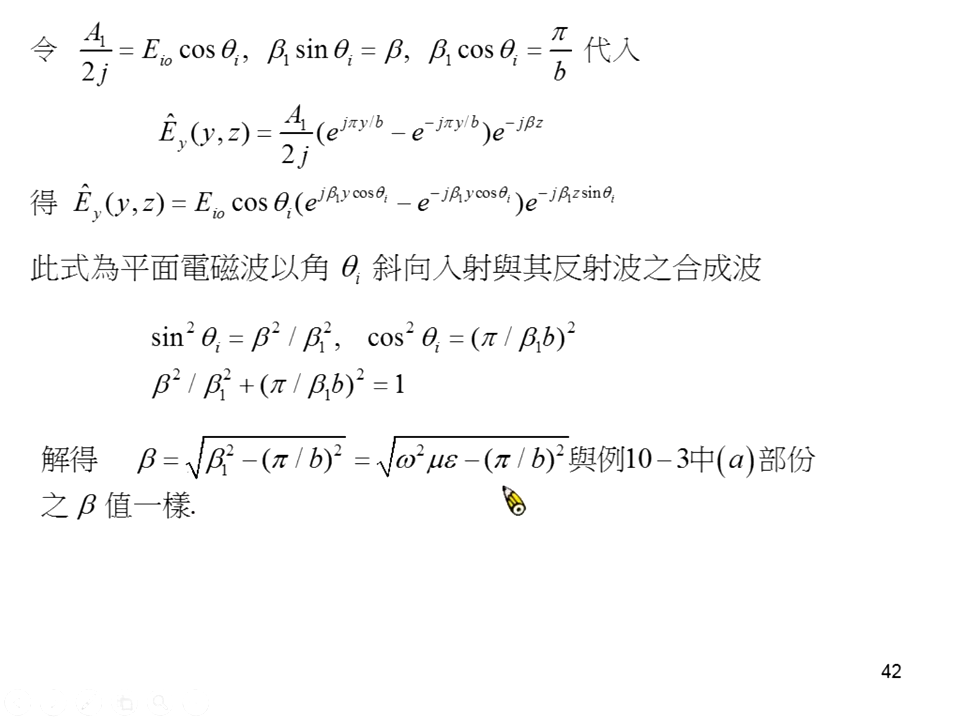 令 A₁/2j = E_io cos θ_i, β₁ sin θ_i = β, β₁ cos θ_i = π/b 代入
Ê_y(y,z) = A₁/2j (e^{jπy/b} − e^{−jπy/b})e^{−jβz}
得 Ê_y(y,z) = E_io cos θ_i(e^{jβ₁y cos θ_i} − e^{−jβ₁y cos θ_i})e^{−jβ₁z sin θ_i}
此式為平面電磁波以角 θ_i 斜向入射與其反射波之合成波
sin² θ_i = β² / β₁², cos² θ_i = (π / β₁b)²
β² / β₁² + (π / β₁b)² = 1
解得 β = √(β₁² − (π / b)²) = √(ω²με − (π / b)²) 與例10−3中(a)部份
之 β 值一樣.
42